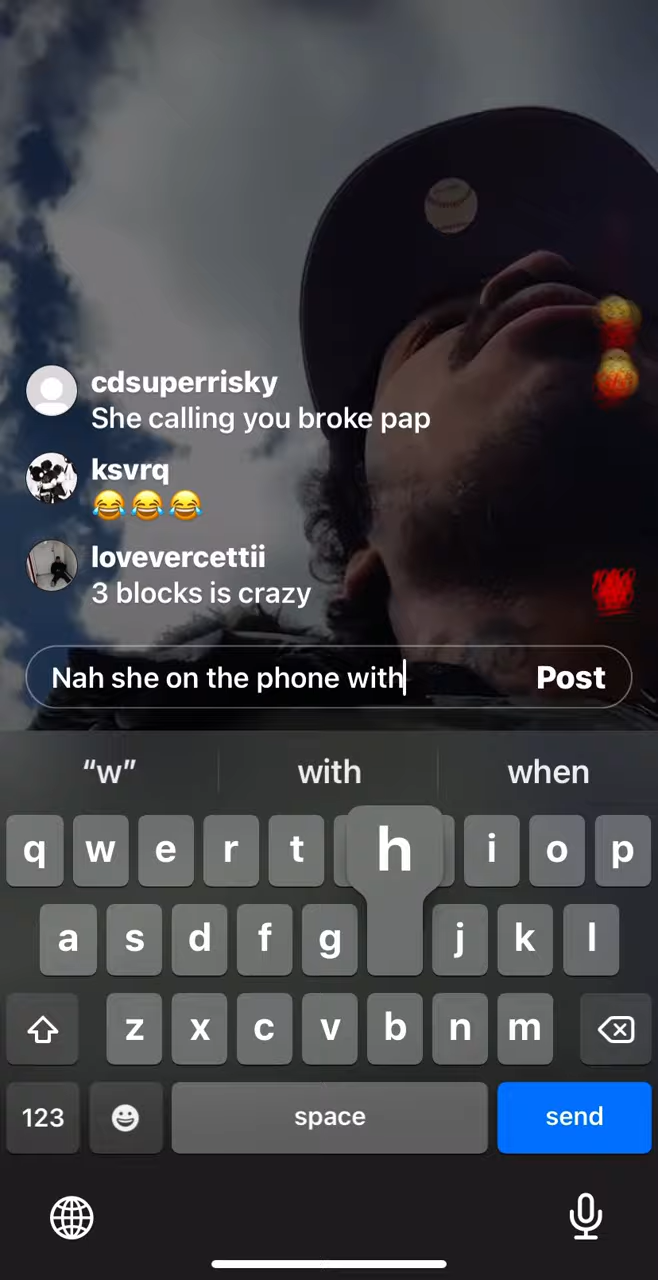 cdsuperrisky
She calling you broke pap
ksvrq
😂😂😂
lovevercettii
3 blocks is crazy
Nah she on the phone with
Post
“w” with when
q w e r t h i o p
a s d f g j k l
z x c v b n m
123 space send